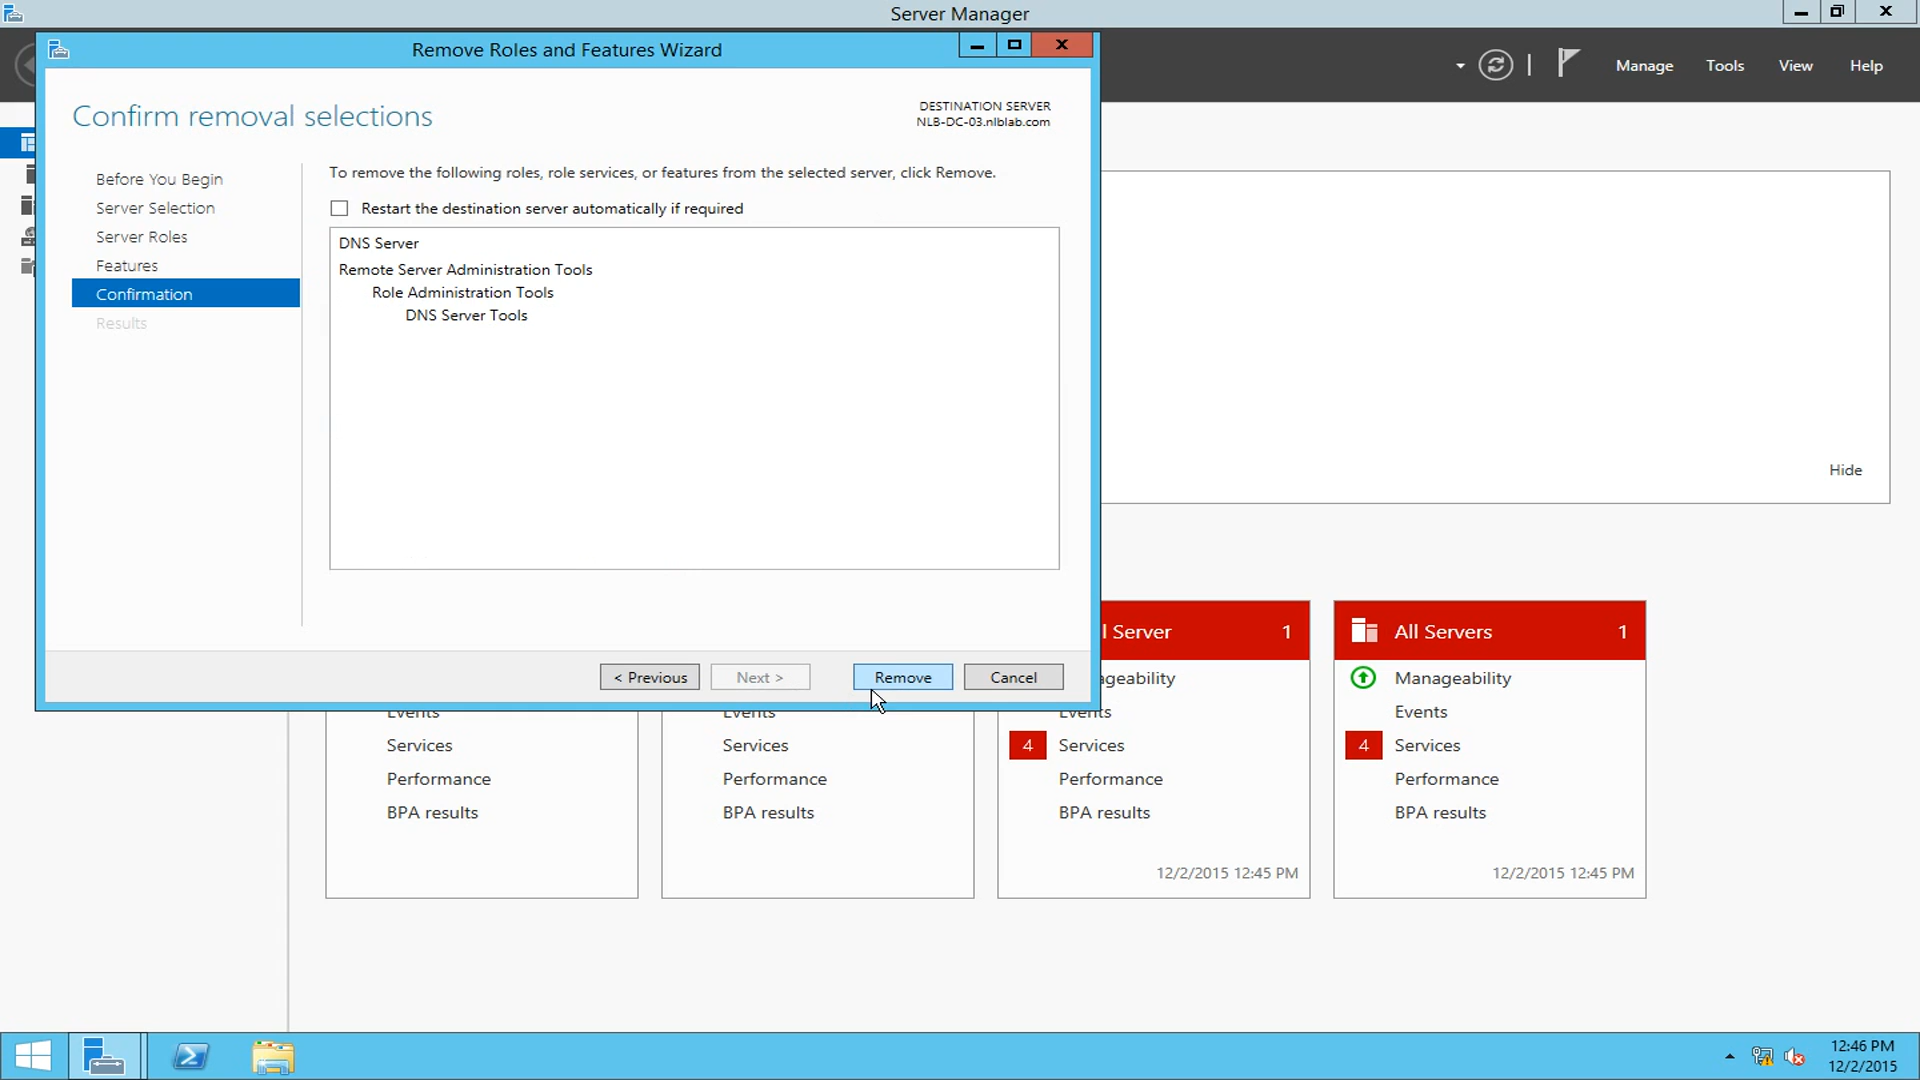 Server Manager
Manage
Tools
View
Help
Remove Roles and Features Wizard
Confirm removal selections
DESTINATION SERVER
NLB-DC-03.nlblab.com
Before You Begin
Server Selection
Server Roles
Features
Confirmation
Results
To remove the following roles, role services, or features from the selected server, click Remove.
Restart the destination server automatically if required
DNS Server
Remote Server Administration Tools
Role Administration Tools
DNS Server Tools
< Previous
Next >
Remove
Cancel
Hide
Events
Services
Performance
BPA results
Events
Services
Performance
BPA results
l Server 1
ageability
Events
4 Services
Performance
BPA results
12/2/2015 12:45 PM
All Servers 1
Manageability
Events
4 Services
Performance
BPA results
12/2/2015 12:45 PM
12:46 PM
12/2/2015